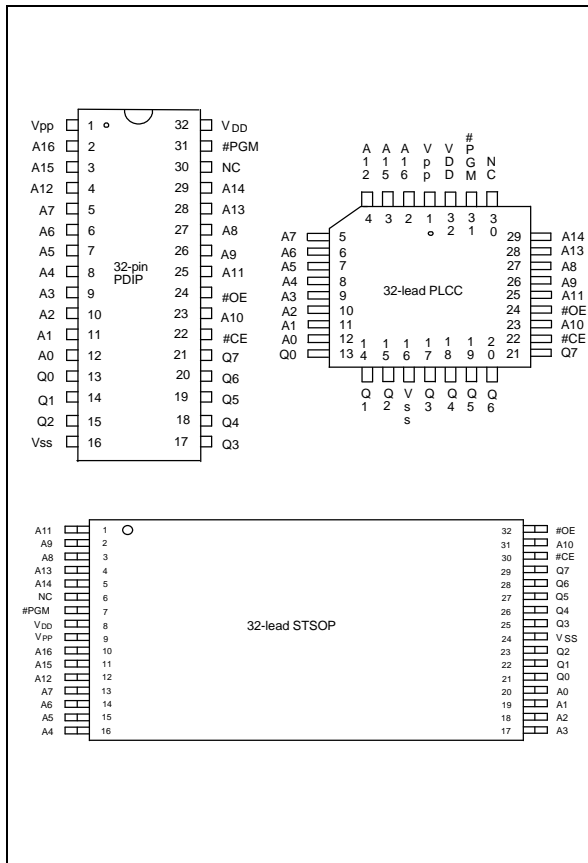 Vpp 1 32 VDD
A16 2 31 #PGM
A15 3 30 NC
A12 4 29 A14
A7 5 28 A13
A6 6 27 A8
A5 7 26 A9
A4 8 25 A11
A3 9 24 #OE
A2 10 23 A10
A1 11 22 #CE
A0 12 21 Q7
Q0 13 20 Q6
Q1 14 19 Q5
Q2 15 18 Q4
Vss 16 17 Q3
32-pin
PDIP
A12 A15 A16 Vpp VDD #PGM NC
4 3 2 1 32 31 30
A7 5 29 A14
A6 6 28 A13
A5 7 27 A8
A4 8 26 A9
A3 9 25 A11
A2 10 24 #OE
A1 11 23 A10
A0 12 22 #CE
Q0 13 21 Q7
32-lead PLCC
14 15 16 17 18 19 20
Q1 Q2 Vss Q3 Q4 Q5 Q6
A11 1 32 #OE
A9 2 31 A10
A8 3 30 #CE
A13 4 29 Q7
A14 5 28 Q6
NC 6 27 Q5
#PGM 7 26 Q4
VDD 8 25 Q3
VPP 9 24 VSS
A16 10 23 Q2
A15 11 22 Q1
A12 12 21 Q0
A7 13 20 A0
A6 14 19 A1
A5 15 18 A2
A4 16 17 A3
32-lead STSOP